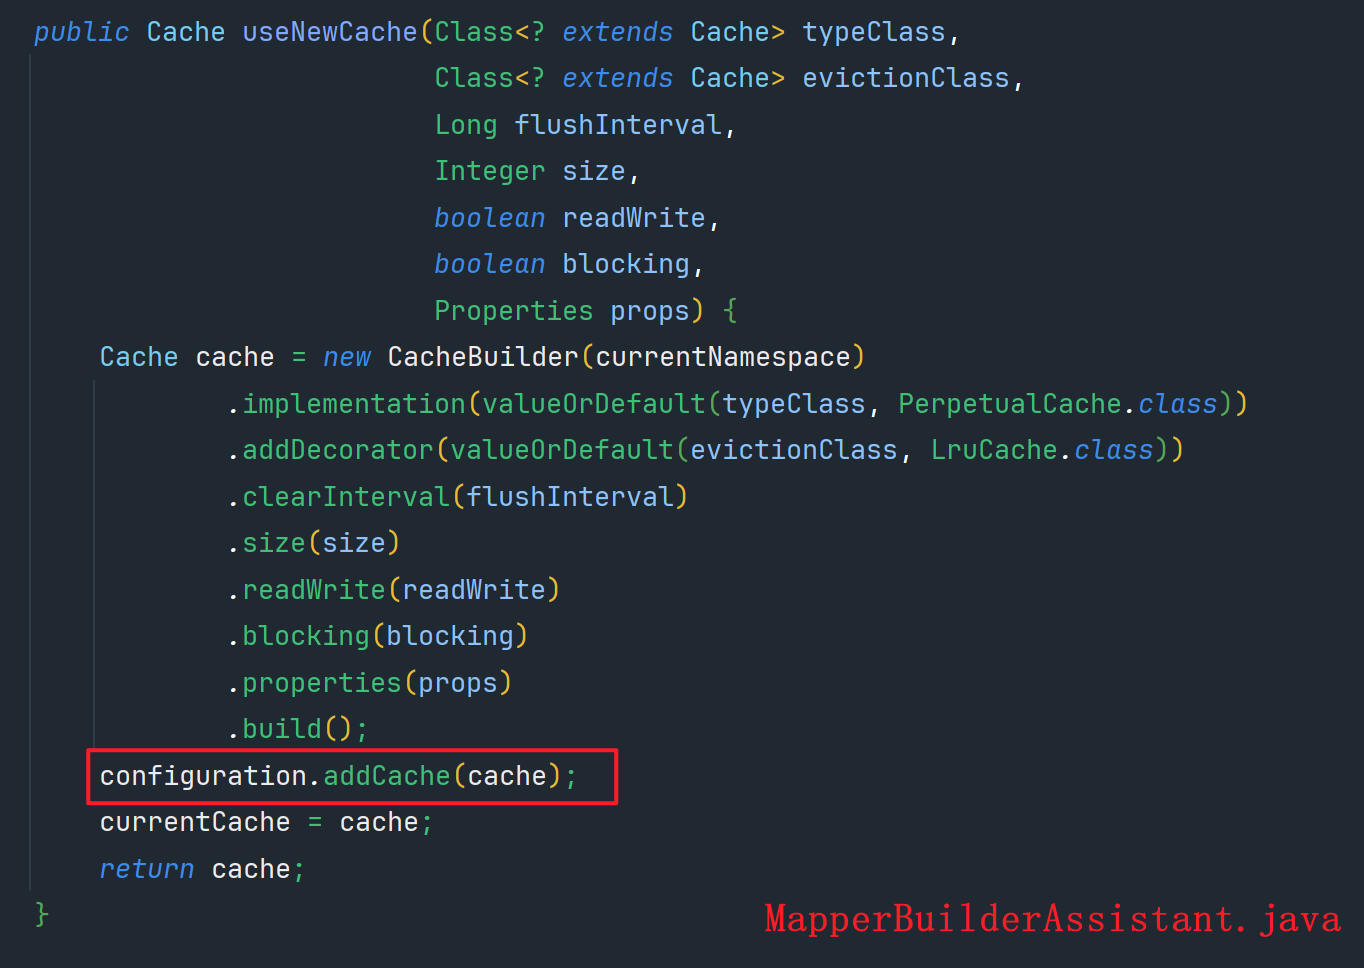 public Cache useNewCache(Class<? extends Cache> typeClass,
Class<? extends Cache> evictionClass,
Long flushInterval,
Integer size,
boolean readWrite,
boolean blocking,
Properties props) {
Cache cache = new CacheBuilder(currentNamespace)
.implementation(valueOrDefault(typeClass, PerpetualCache.class))
.addDecorator(valueOrDefault(evictionClass, LruCache.class))
.clearInterval(flushInterval)
.size(size)
.readWrite(readWrite)
.blocking(blocking)
.properties(props)
.build();
configuration.addCache(cache);
currentCache = cache;
return cache;
}
MapperBuilderAssistant.java